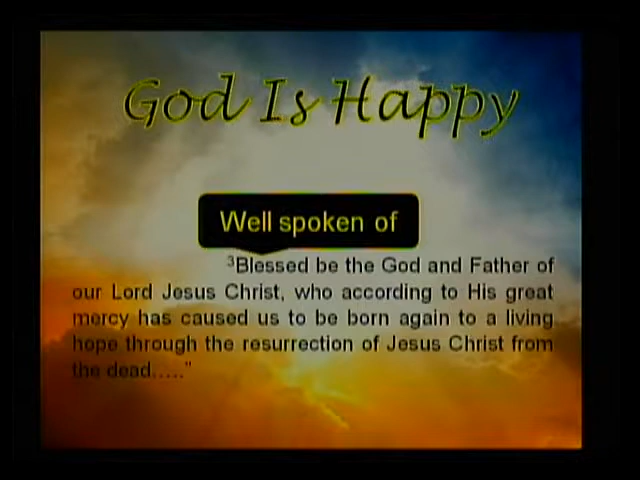 God Is Happy
Well spoken of
3Blessed be the God and Father of
our Lord Jesus Christ, who according to His great
mercy has caused us to be born again to a living
hope through the resurrection of Jesus Christ from
the dead....."